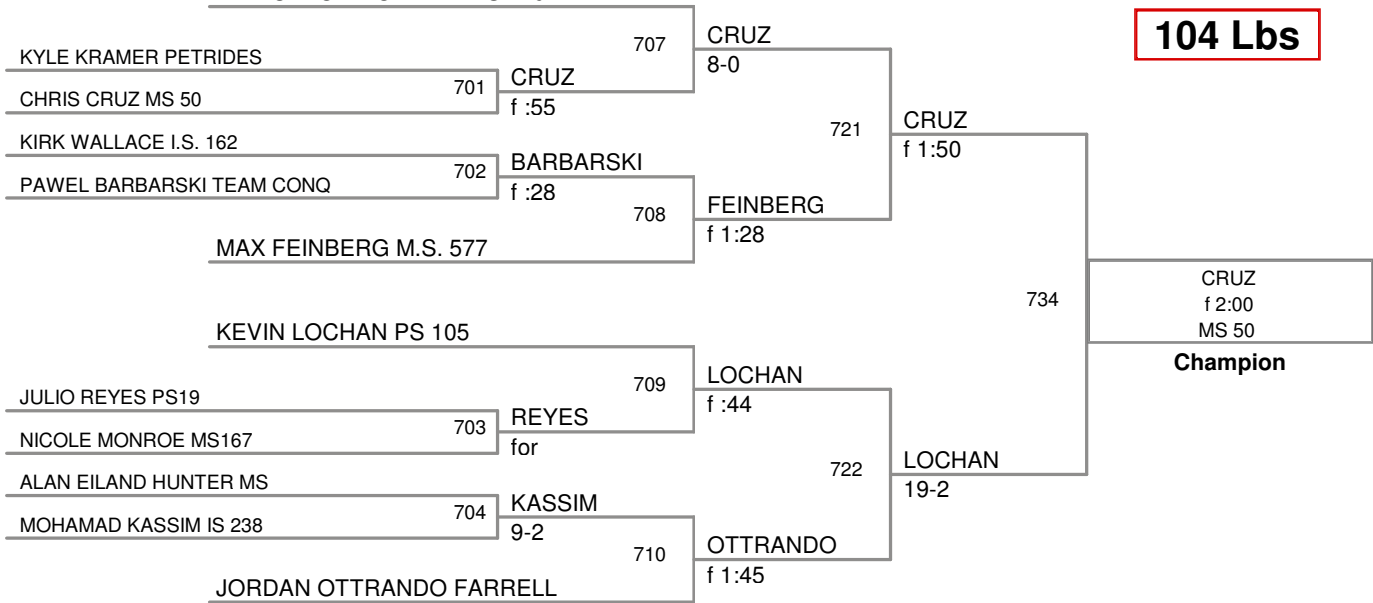 104 Lbs
707
CRUZ
8-0
KYLE KRAMER PETRIDES
701
CRUZ
f :55
CHRIS CRUZ MS 50
721
CRUZ
f 1:50
KIRK WALLACE I.S. 162
702
BARBARSKI
f :28
PAWEL BARBARSKI TEAM CONQ
708
FEINBERG
f 1:28
MAX FEINBERG M.S. 577
734
CRUZ
f 2:00
MS 50
Champion
KEVIN LOCHAN PS 105
709
LOCHAN
f :44
JULIO REYES PS19
703
REYES
for
NICOLE MONROE MS167
722
LOCHAN
19-2
ALAN EILAND HUNTER MS
704
KASSIM
9-2
MOHAMAD KASSIM IS 238
710
OTTRANDO
f 1:45
JORDAN OTTRANDO FARRELL